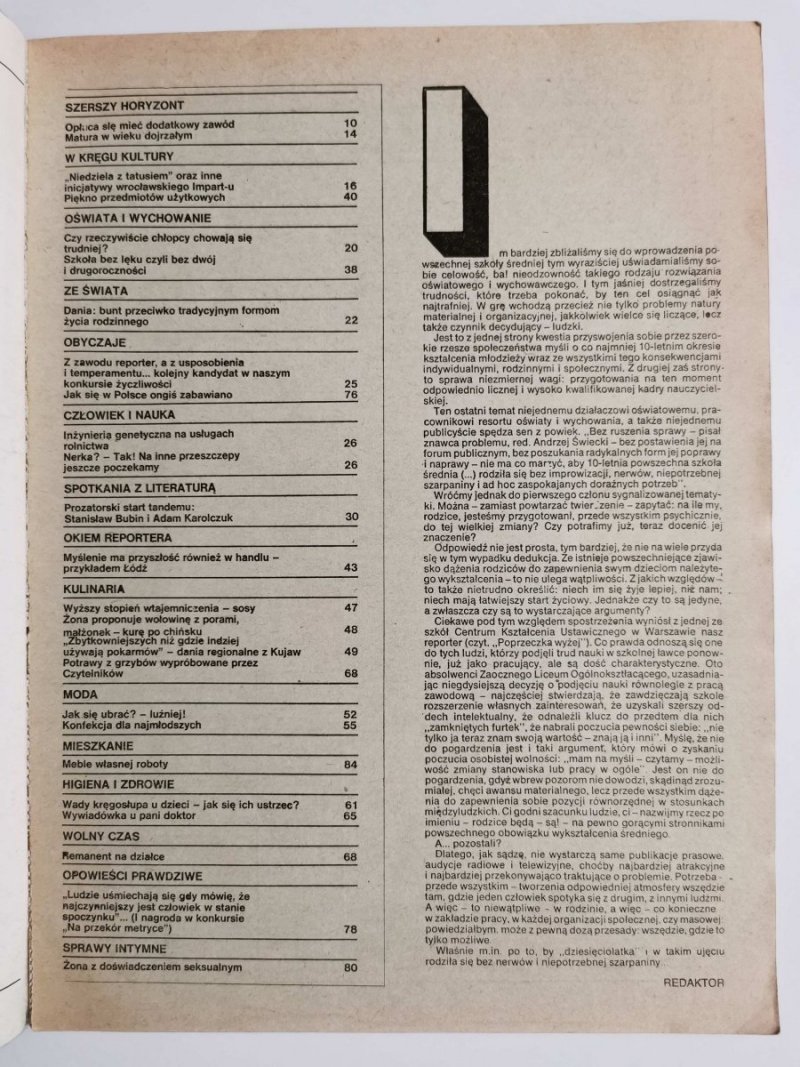 SZERSZY HORYZONT
Opłaca się mieć dodatkowy zawód 10
Matura w wieku dojrzałym 14
W KRĘGU KULTURY
„Niedziela z tatusiem” oraz inne
inicjatywy wrocławskiego Impart-u 16
Piękno przedmiotów użytkowych 40
OŚWIATA I WYCHOWANIE
Czy rzeczywiście chłopcy chowają się
trudniej? 20
Szkoła bez lęku czyli bez dwój
i drugoroczności 38
ZE ŚWIATA
Dania: bunt przeciwko tradycyjnym formom
życia rodzinnego 22
OBYCZAJE
Z zawodu reporter, a z usposobienia
i temperamentu... kolejny kandydat w naszym
konkursie życzliwości 25
Jak się w Polsce ongiś zabawiano 76
CZŁOWIEK I NAUKA
Inżynieria genetyczna na usługach
rolnictwa 26
Nerka? – Tak! Na inne przeszczepy
jeszcze poczekamy 26
SPOTKANIA Z LITERATURĄ
Prozatorski start tandemu:
Stanisław Bubin i Adam Karolczuk 30
OKIEM REPORTERA
Myślenie ma przyszłość również w handlu –
przykładem Łódź 43
KULINARIA
Wyższy stopień wtajemniczenia – sosy 47
Żona proponuje wołowinę z porami,
małżonek – kurę po chińsku 48
„Zbytkowniejszych niż gdzie indziej
używają pokarmów” – dania regionalne z Kujaw 49
Potrawy z grzybów wypróbowane przez
Czytelników 68
MODA
Jak się ubrać? – luźniej! 52
Konfekcja dla najmłodszych 55
MIESZKANIE
Meble własnej roboty 84
HIGIENA I ZDROWIE
Wady kręgosłupa u dzieci – jak się ich ustrzec? 61
Wywiadówka u pani doktor 65
WOLNY CZAS
Remanent na działce 68
OPOWIEŚCI PRAWDZIWE
„Ludzie uśmiechają się gdy mówię, że
najczynniejszy jest człowiek w stanie
spoczynku”... (I nagroda w konkursie
„Na przekór metryce”) 78
SPRAWY INTYMNE
Żona z doświadczeniem seksualnym 80
Im bardziej zbliżaliśmy się do wprowadzenia po-
wszechnej szkoły średniej tym wyraziściej uświadamialiśmy so-
bie celowość, ba! nieodzowność takiego rodzaju rozwiązania
oświatowego i wychowawczego. I tym jaśniej dostrzegaliśmy
trudności, które trzeba pokonać, by ten cel osiągnąć jak
najtrafniej. W grę wchodzą przecież nie tylko problemy natury
materialnej i organizacyjnej, jakkolwiek wielce się liczące, lecz
także czynnik decydujący – ludzki.
Jest to z jednej strony kwestia przyswojenia sobie przez szero-
kie rzesze społeczeństwa myśli o co najmniej 10-letnim okresie
kształcenia młodzieży wraz ze wszystkimi tego konsekwencjami
indywidualnymi, rodzinnymi i społecznymi. Z drugiej zaś strony-
to sprawa niezmiernej wagi: przygotowania na ten moment
odpowiednio licznej i wysoko kwalifikowanej kadry nauczyciel-
skiej.
Ten ostatni temat niejednemu działaczowi oświatowemu, pra-
cownikowi resortu oświaty i wychowania, a także niejednemu
publicyście spędza sen z powiek. „Bez ruszenia sprawy – pisał
znawca problemu, red. Andrzej Świecki – bez postawienia jej na
forum publicznym, bez poszukania radykalnych form jej poprawy
i naprawy – nie ma co marzyć, aby 10-letnia powszechna szkoła
średnia (...) rodziła się bez improwizacji, nerwów, niepotrzebnej
szarpaniny i ad hoc zaspokajanych doraźnych potrzeb”.
Wróćmy jednak do pierwszego członu sygnalizowanej tematy-
ki. Można – zamiast powtarzać twierdzenie – zapytać: na ile my,
rodzice, jesteśmy przygotowani, przede wszystkim psychicznie,
do tej wielkiej zmiany? Czy potrafimy już, teraz docenić jej
znaczenie?
Odpowiedź nie jest prosta, tym bardziej, że nie na wiele przyda
się w tym wypadku dedukcja. Że istnieje powszechniejące zjawi-
sko dążenia rodziców do zapewnienia swym dzieciom należyte-
go wykształcenia – to nie ulega wątpliwości. Z jakich względów –
to także nietrudno określić: niech im się żyje lepiej, niż nam;
niech mają łatwiejszy start życiowy. Jednakże czy to są jedyne,
a zwłaszcza czy są to wystarczające argumenty?
Ciekawe pod tym względem spostrzeżenia wyniósł z jednej ze
szkół Centrum Kształcenia Ustawicznego w Warszawie nasz
reporter (czyt. „Poprzeczka wyżej”). Co prawda odnoszą się one
do tych ludzi, którzy podjęli trud nauki w szkolnej ławce ponow-
nie, już jako pracujący, ale są dość charakterystyczne. Oto
absolwenci Zaocznego Liceum Ogólnokształcącego, uzasadnia-
jąc niegdysiejszą decyzję o podjęciu nauki równolegle z pracą
zawodową – najczęściej stwierdzają, że zawdzięczają szkole
rozszerzenie własnych zainteresowań, że uzyskali szerszy od-
dech intelektualny, że odnaleźli klucz do przedtem dla nich
„zamkniętych furtek”, że nabrali poczucia pewności siebie: „nie
tylko ja teraz znam swoją wartość – znają ją i inni”. Myślę, że nie
do pogardzenia jest i taki argument, który mówi o zyskaniu
poczucia osobistej wolności: „mam na myśli – czytamy – możli-
wość zmiany stanowiska lub pracy w ogóle”. Jest on nie do
pogardzenia, gdyż wbrew pozorom nie dowodzi, skądinąd zrozu-
miałej, chęci awansu materialnego, lecz przede wszystkim dąże-
nia do zapewnienia sobie pozycji równorzędnej w stosunkach
międzyludzkich. Ci godni szacunku ludzie, ci – nazwijmy rzecz po
imieniu – rodzice będą – są! – na pewno gorącymi stronnikami
powszechnego obowiązku wykształcenia średniego.
A... pozostali?
Dlatego, jak sądzę, nie wystarczą same publikacje prasowe,
audycje radiowe i telewizyjne, choćby najbardziej atrakcyjne
i najbardziej przekonywająco traktujące o problemie. Potrzeba
przede wszystkim – tworzenia odpowiedniej atmosfery wszędzie
tam, gdzie jeden człowiek spotyka się z drugim, z innymi ludźmi.
A więc – to niewątpliwe – w rodzinie, a więc – co konieczne –
w zakładzie pracy, w każdej organizacji społecznej, czy masowej;
powiedziałbym, może z pewną dozą przesady: wszędzie, gdzie to
tylko możliwe.
Właśnie m.in. po to, by „dziesięciolatka” i w takim ujęciu
rodziła się bez nerwów i niepotrzebnej szarpaniny...
REDAKTOR